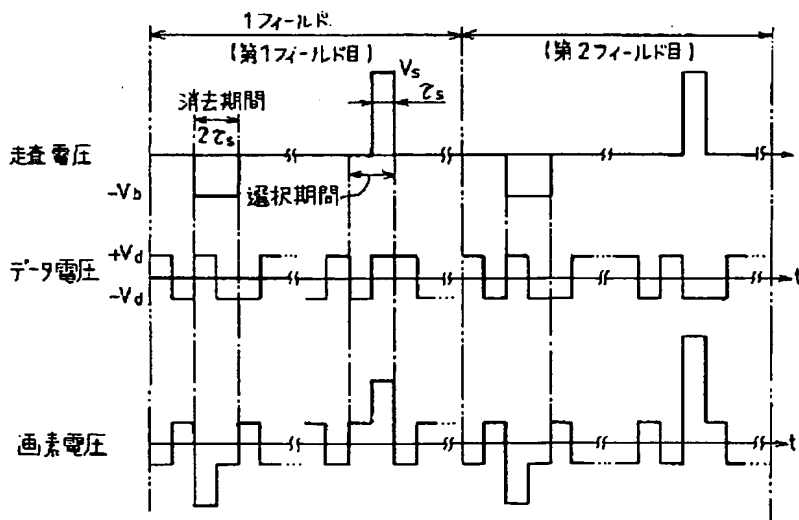 1フィールド
(第1フィールド目)
(第2フィールド目)
Vs
τs
消去期間
2τs
走査電圧
-Vb
選択期間
+Vd
データ電圧
-Vd
t
画素電圧
t